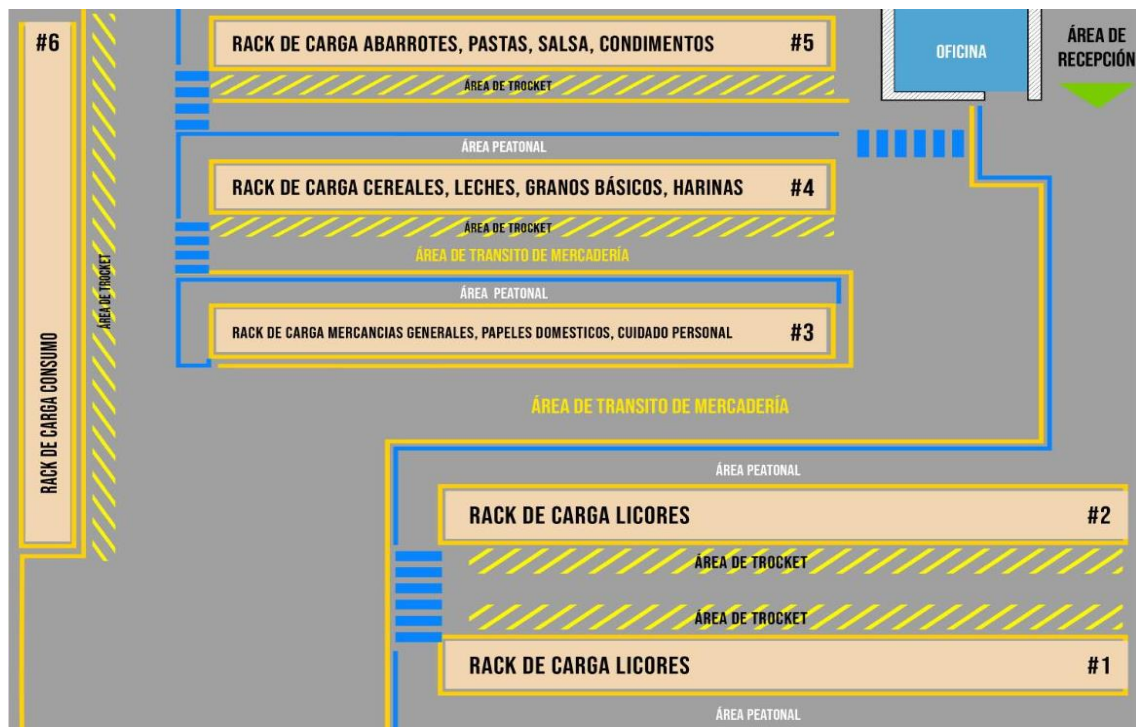 #6
RACK DE CARGA CONSUMO
ÁREA DE TROCKET
RACK DE CARGA ABARROTES, PASTAS, SALSA, CONDIMENTOS #5
ÁREA DE TROCKET
OFICINA
ÁREA DE
RECEPCIÓN
ÁREA PEATONAL
RACK DE CARGA CEREALES, LECHES, GRANOS BÁSICOS, HARINAS #4
ÁREA DE TROCKET
ÁREA DE TRANSITO DE MERCADERÍA
ÁREA PEATONAL
RACK DE CARGA MERCANCIAS GENERALES, PAPELES DOMESTICOS, CUIDADO PERSONAL #3
ÁREA DE TRANSITO DE MERCADERÍA
ÁREA PEATONAL
RACK DE CARGA LICORES #2
ÁREA DE TROCKET
ÁREA DE TROCKET
RACK DE CARGA LICORES #1
ÁREA PEATONAL